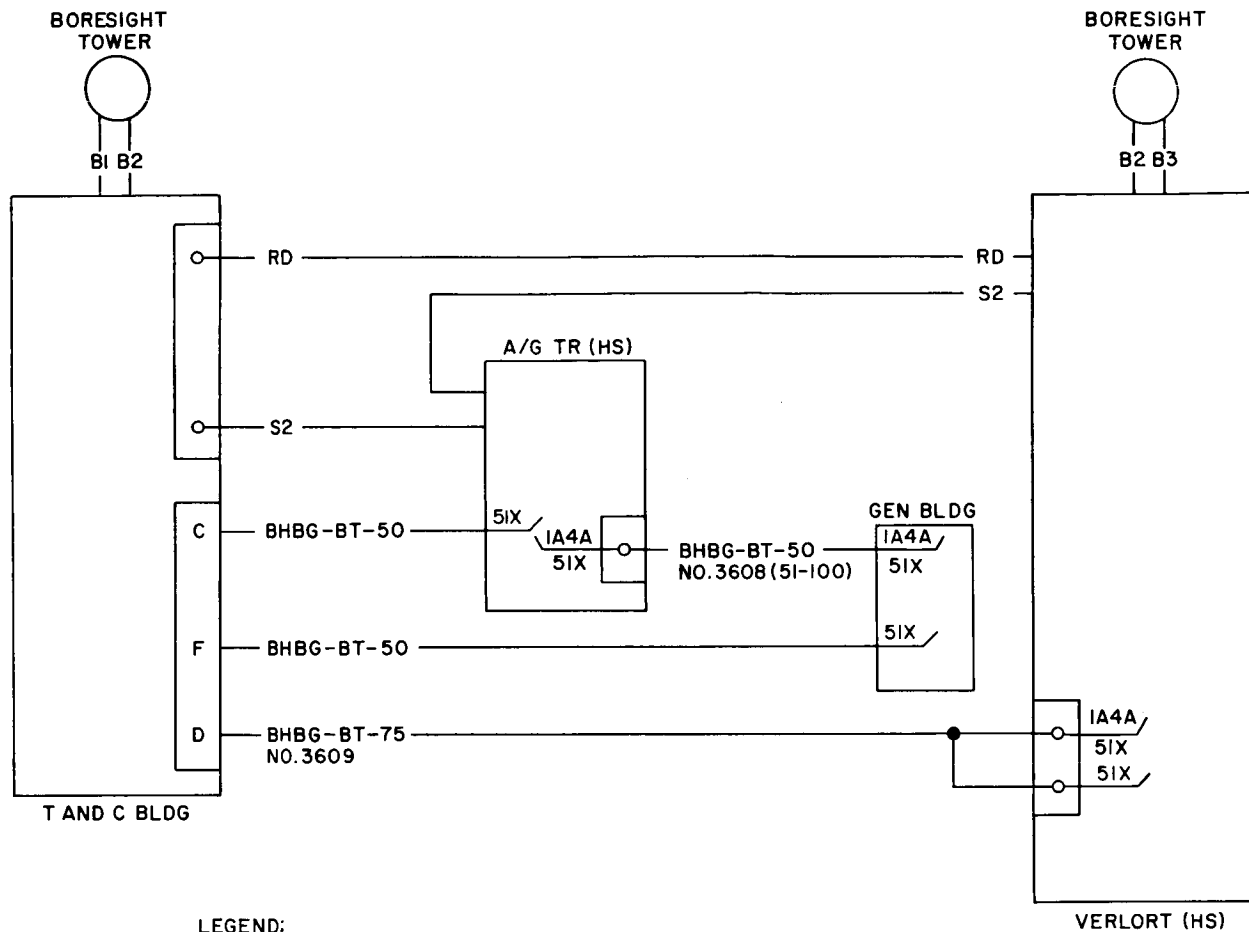 BORESIGHT
TOWER
BORESIGHT
TOWER
B1 B2
B2 B3
RD
RD
S2
A/G TR (HS)
S2
C
BHBG-BT-50
51X
1A4A
51X
BHBG-BT-50
NO.3608(51-100)
GEN BLDG
1A4A
51X
F
BHBG-BT-50
51X
D
BHBG-BT-75
NO.3609
1A4A
51X
51X
T AND C BLDG
VERLORT (HS)
LEGEND: